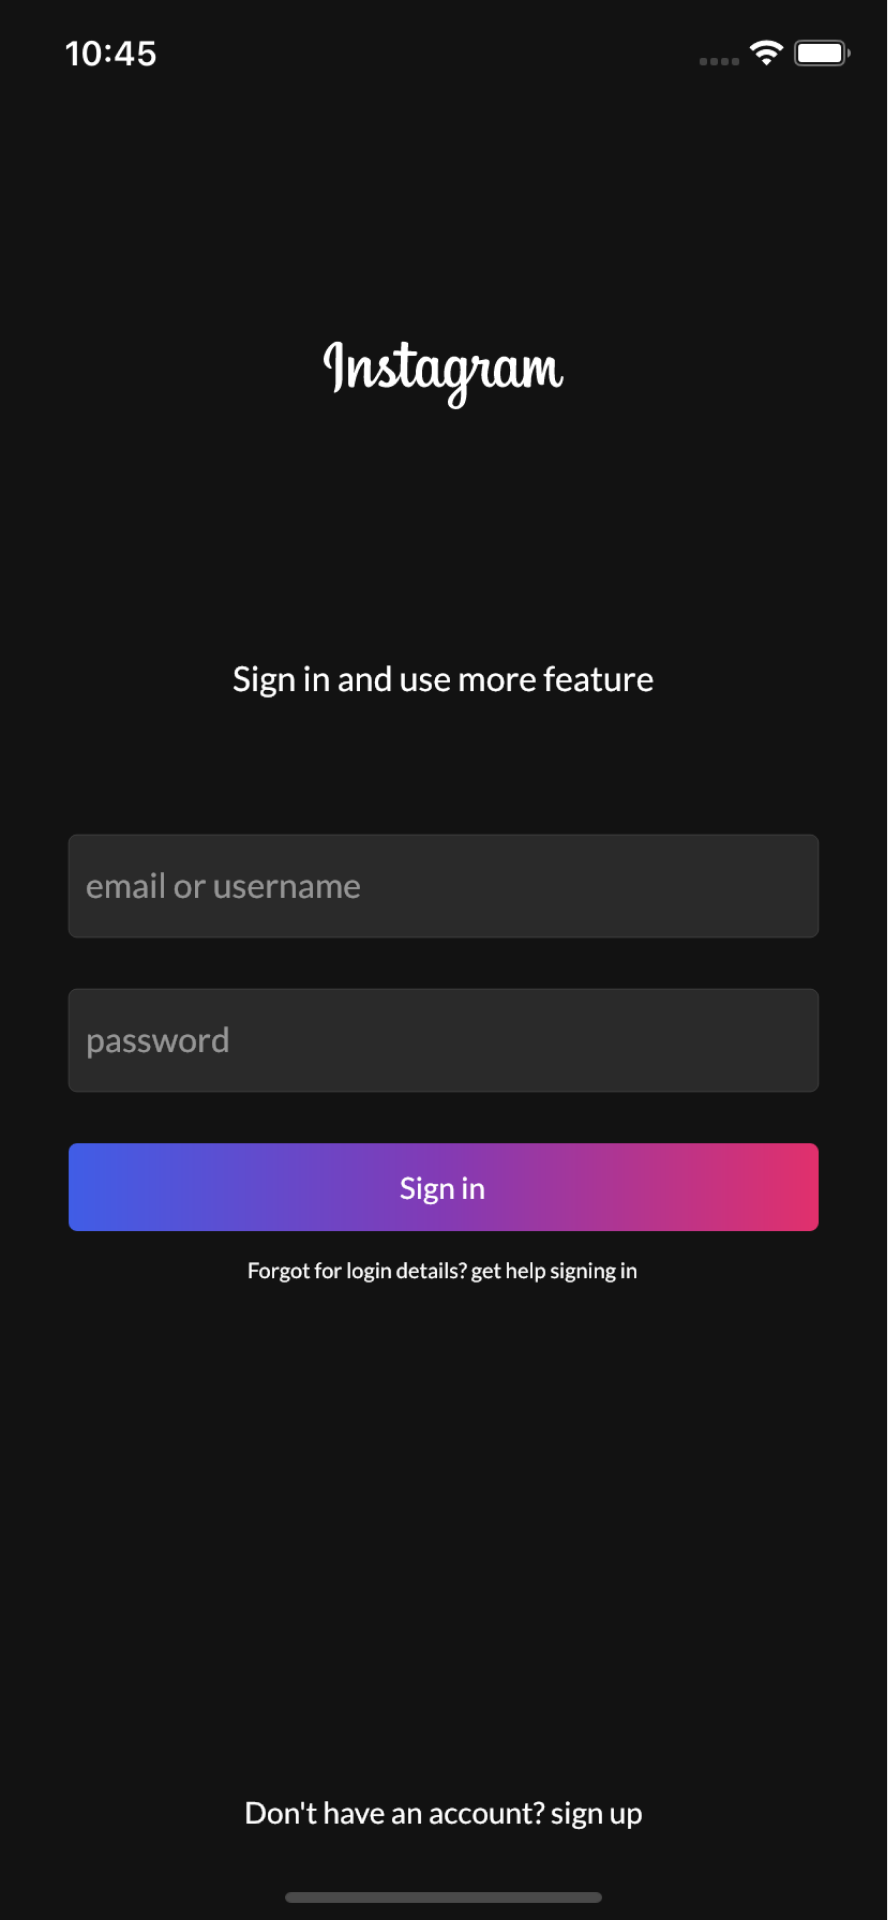 10:45
Instagram
Sign in and use more feature
email or username
password
Sign in
Forgot for login details? get help signing in
Don't have an account? sign up